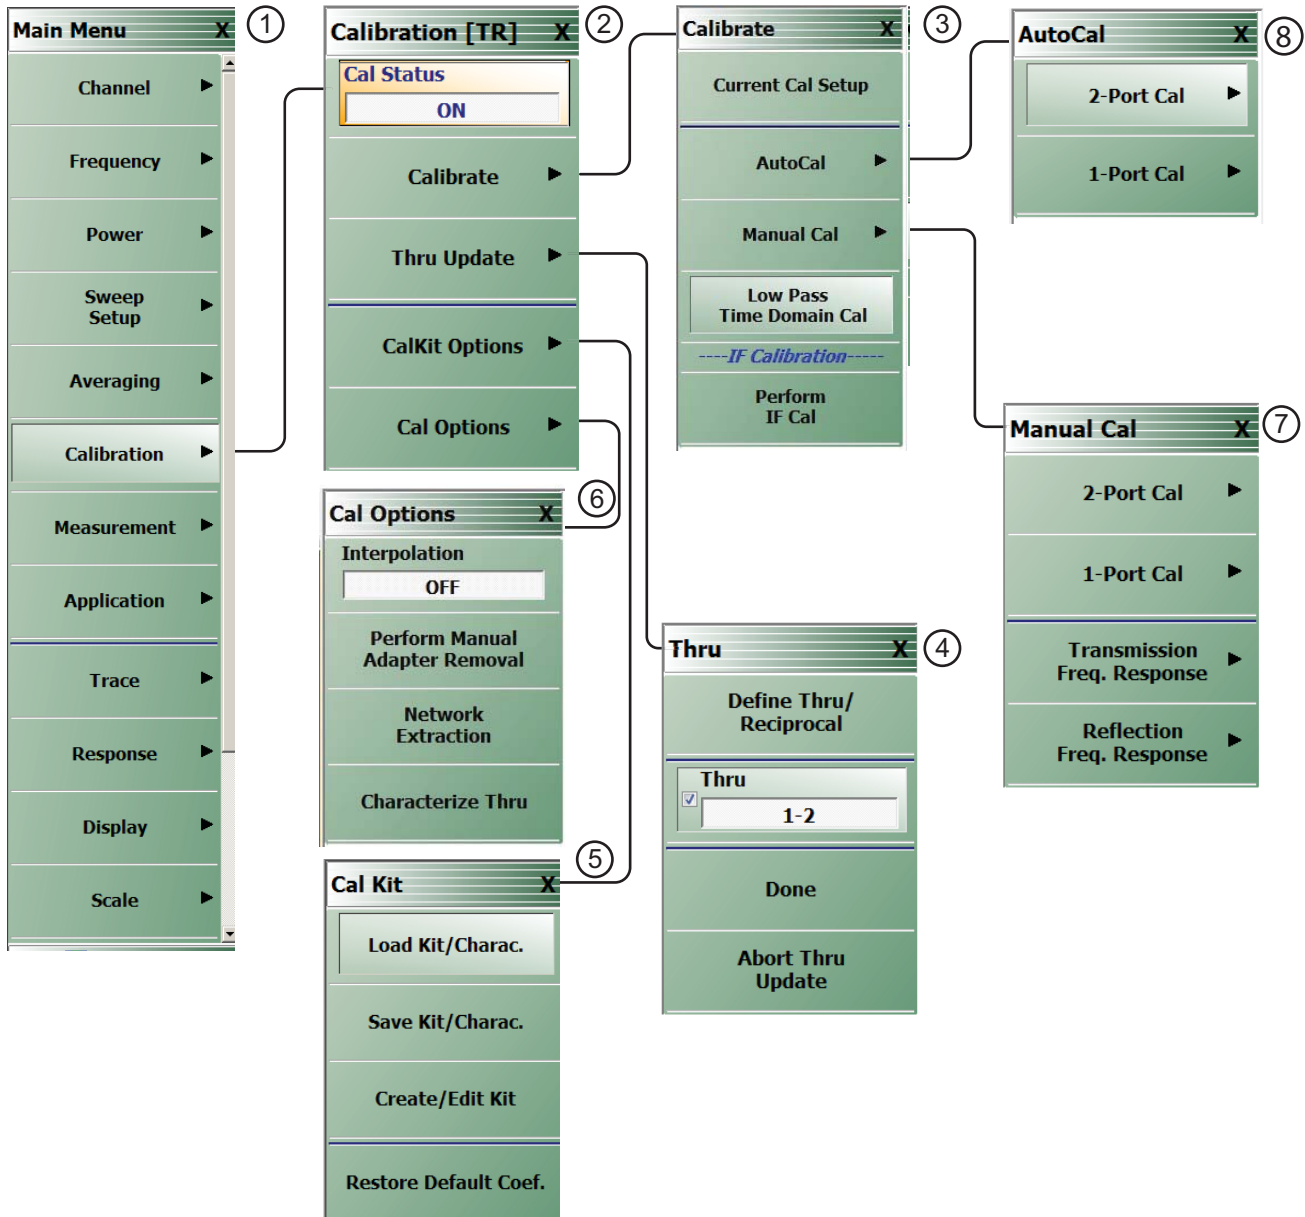 Main Menu X
1
Channel
Frequency
Power
Sweep
Setup
Averaging
Calibration
Measurement
Application
Trace
Response
Display
Scale
Calibration [TR] X
2
Cal Status
ON
Calibrate
Thru Update
CalKit Options
Cal Options
Calibrate X
3
Current Cal Setup
AutoCal
Manual Cal
Low Pass
Time Domain Cal
----IF Calibration-----
Perform
IF Cal
AutoCal X
8
2-Port Cal
1-Port Cal
Manual Cal X
7
2-Port Cal
1-Port Cal
Transmission
Freq. Response
Reflection
Freq. Response
Cal Options X
6
Interpolation
OFF
Perform Manual
Adapter Removal
Network
Extraction
Characterize Thru
Thru X
4
Define Thru/
Reciprocal
Thru
1-2
Done
Abort Thru
Update
Cal Kit X
5
Load Kit/Charac.
Save Kit/Charac.
Create/Edit Kit
Restore Default Coef.